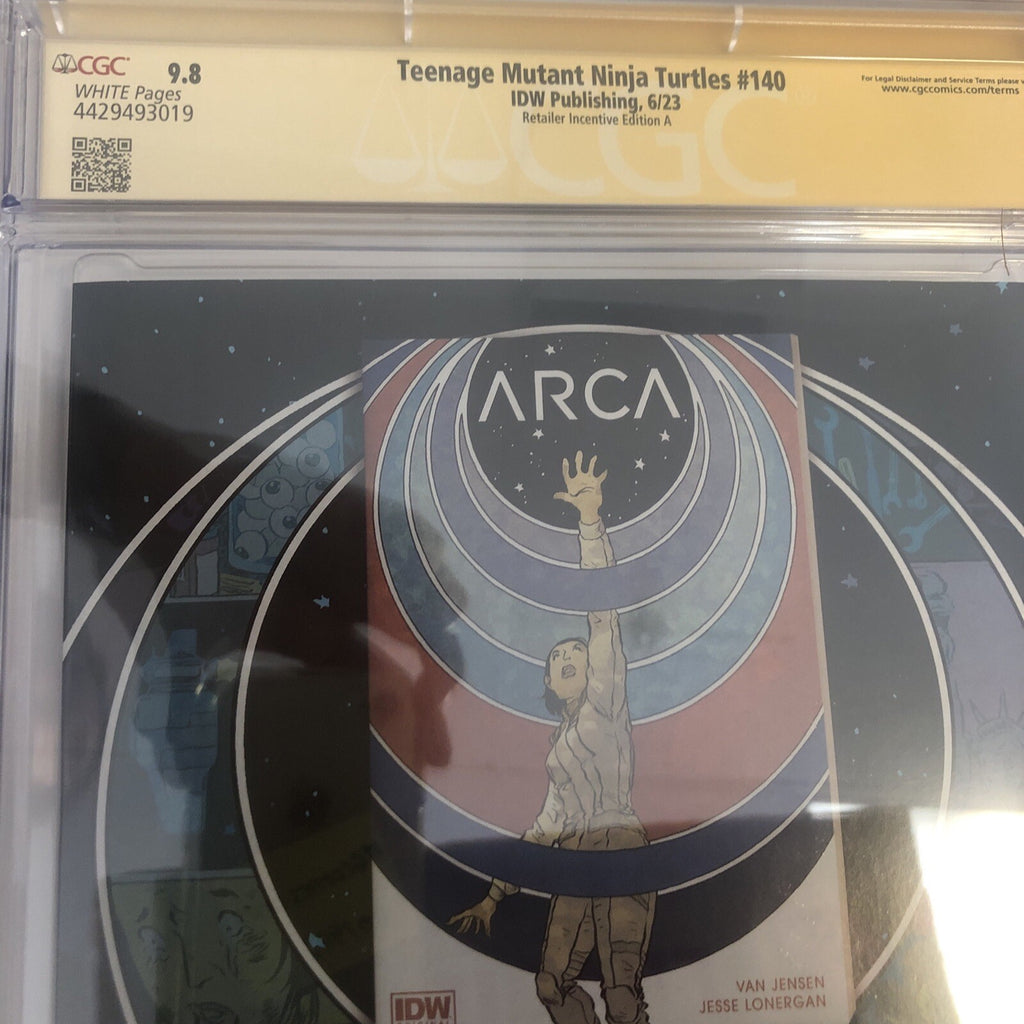 CGC
9.8
WHITE Pages
4429493019
Teenage Mutant Ninja Turtles #140
IDW Publishing, 6/23
Retailer Incentive Edition A
For Legal Disclaimer and Service Terms please
www.cgccomics.com/terms
CGC
ARCA
VAN JENSEN
JESSE LONERGAN
IDW
ORIGINAL